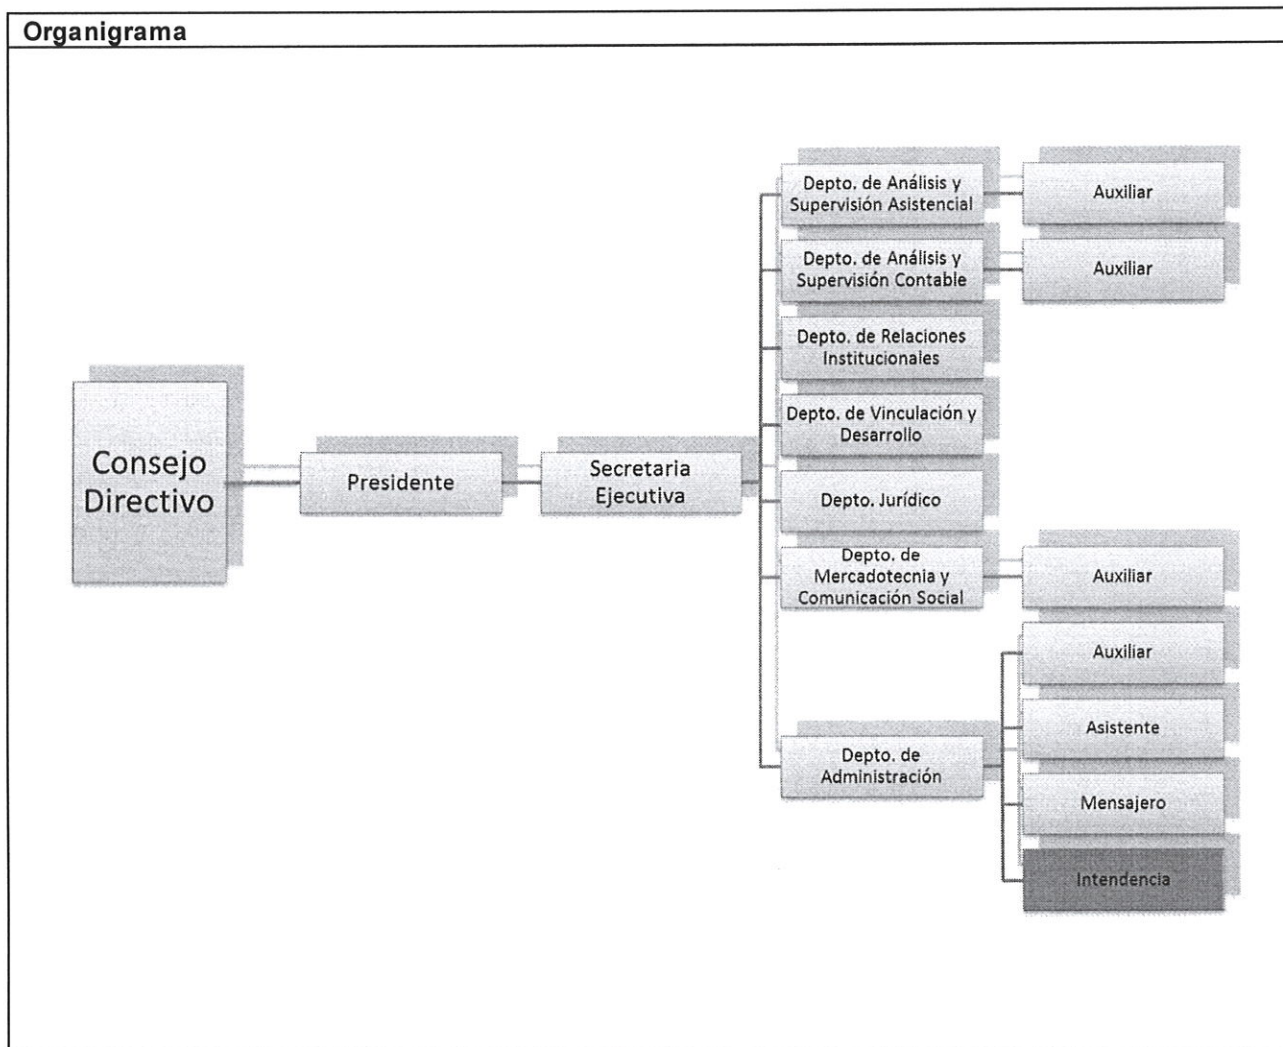 Organigrama
Depto. de Análisis y
Supervisión Asistencial
Auxiliar
Depto. de Análisis y
Supervisión Contable
Auxiliar
Depto. de Relaciones
Institucionales
Depto. de Vinculación y
Desarrollo
Consejo
Directivo
Presidente
Secretaria
Ejecutiva
Depto. Jurídico
Depto. de
Mercadotecnia y
Comunicación Social
Auxiliar
Auxiliar
Asistente
Depto. de
Administración
Mensajero
Intendencia